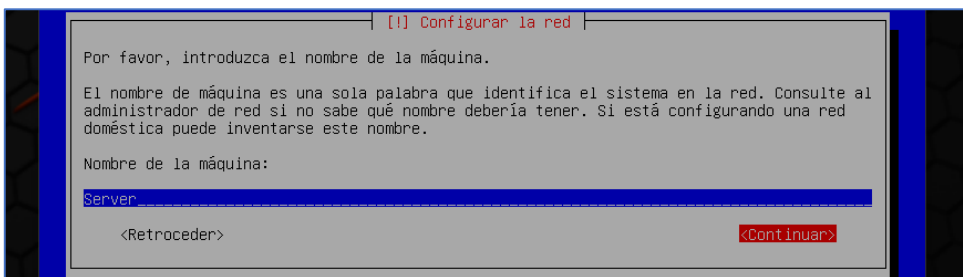 [!] Configurar la red
Por favor, introduzca el nombre de la máquina.
El nombre de máquina es una sola palabra que identifica el sistema en la red. Consulte al
administrador de red si no sabe qué nombre debería tener. Si está configurando una red
doméstica puede inventarse este nombre.
Nombre de la máquina:
Server
<Retroceder> <Continuar>